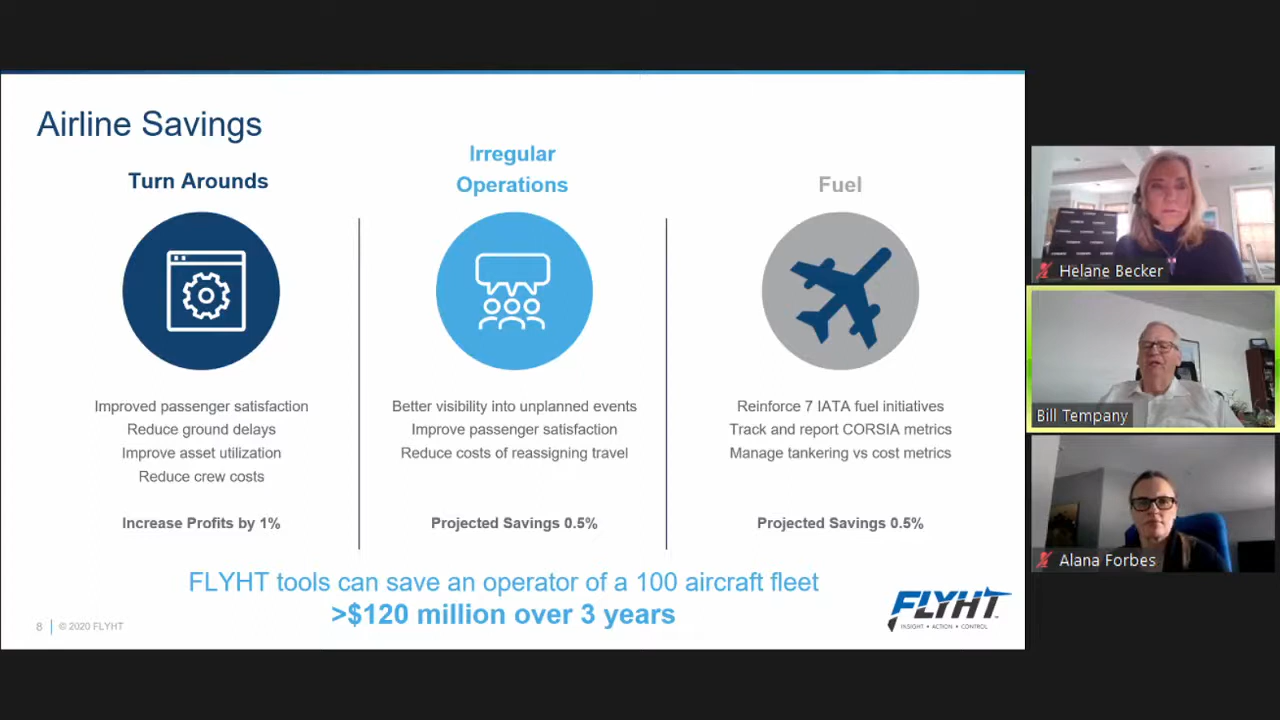 Airline Savings
Turn Arounds
Improved passenger satisfaction
Reduce ground delays
Improve asset utilization
Reduce crew costs
Increase Profits by 1%
Irregular
Operations
Better visibility into unplanned events
Improve passenger satisfaction
Reduce costs of reassigning travel
Projected Savings 0.5%
Fuel
Reinforce 7 IATA fuel initiatives
Track and report CORSIA metrics
Manage tankering vs cost metrics
Projected Savings 0.5%
FLYHT tools can save an operator of a 100 aircraft fleet
>$120 million over 3 years
8 | © 2020 FLYHT
FLYHT™
INSIGHT • ACTION • CONTROL
Helane Becker
Bill Tempany
Alana Forbes